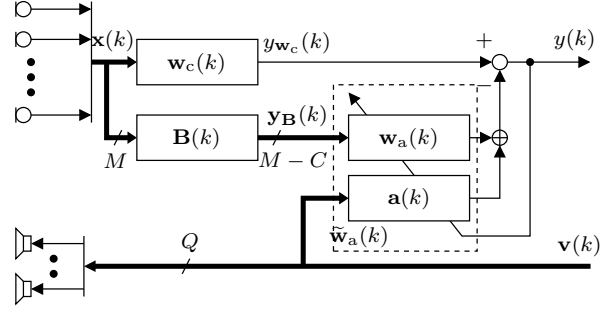 x(k)
w_c(k)
y_{w_c}(k)
+
y(k)
−
M
B(k)
y_B(k)
M − C
w_a(k)
a(k)
w̃_a(k)
Q
v(k)